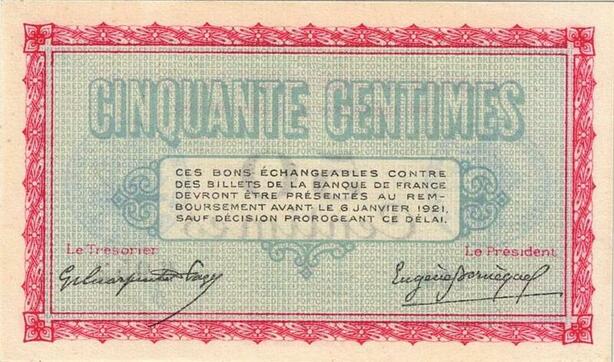 CINQUANTE CENTIMES
CES BONS ÉCHANGEABLES CONTRE
DES BILLETS DE LA BANQUE DE FRANCE
DEVRONT ÊTRE PRÉSENTÉS AU REM-
BOURSEMENT AVANT LE 6 JANVIER 1921,
SAUF DÉCISION PROROGEANT CE DÉLAI.
Le Trésorier
Le Président